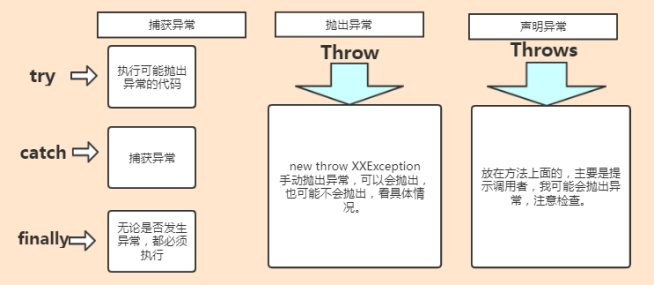 捕获异常
try
执行可能抛出
异常的代码
catch
捕获异常
finally
无论是否发生
异常，都必须
执行
抛出异常
Throw
new throw XXException
手动抛出异常，可以会抛出，
也可能不会抛出，看具体情
况。
声明异常
Throws
放在方法上面的，主要是提
示调用者，我可能会抛出异
常，注意检查。